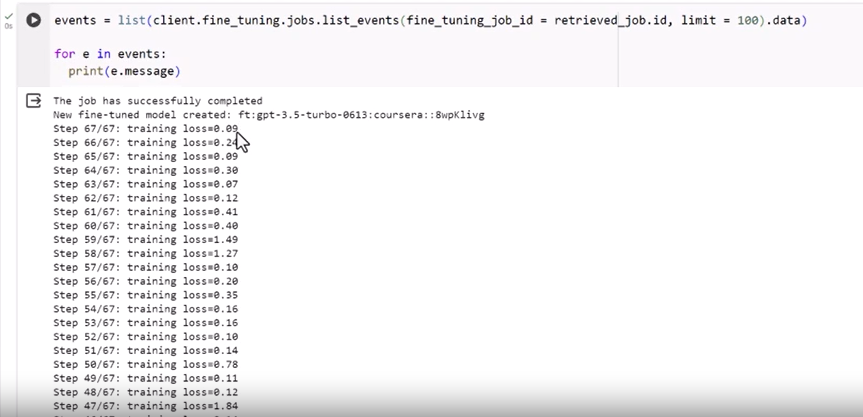 0s
events = list(client.fine_tuning.jobs.list_events(fine_tuning_job_id = retrieved_job.id, limit = 100).data)
for e in events:
print(e.message)
The job has successfully completed
New fine-tuned model created: ft:gpt-3.5-turbo-0613:coursera::8wpKlivg
Step 67/67: training loss=0.09
Step 66/67: training loss=0.24
Step 65/67: training loss=0.09
Step 64/67: training loss=0.30
Step 63/67: training loss=0.07
Step 62/67: training loss=0.12
Step 61/67: training loss=0.41
Step 60/67: training loss=0.40
Step 59/67: training loss=1.49
Step 58/67: training loss=1.27
Step 57/67: training loss=0.10
Step 56/67: training loss=0.20
Step 55/67: training loss=0.35
Step 54/67: training loss=0.16
Step 53/67: training loss=0.16
Step 52/67: training loss=0.10
Step 51/67: training loss=0.14
Step 50/67: training loss=0.78
Step 49/67: training loss=0.11
Step 48/67: training loss=0.12
Step 47/67: training loss=1.84